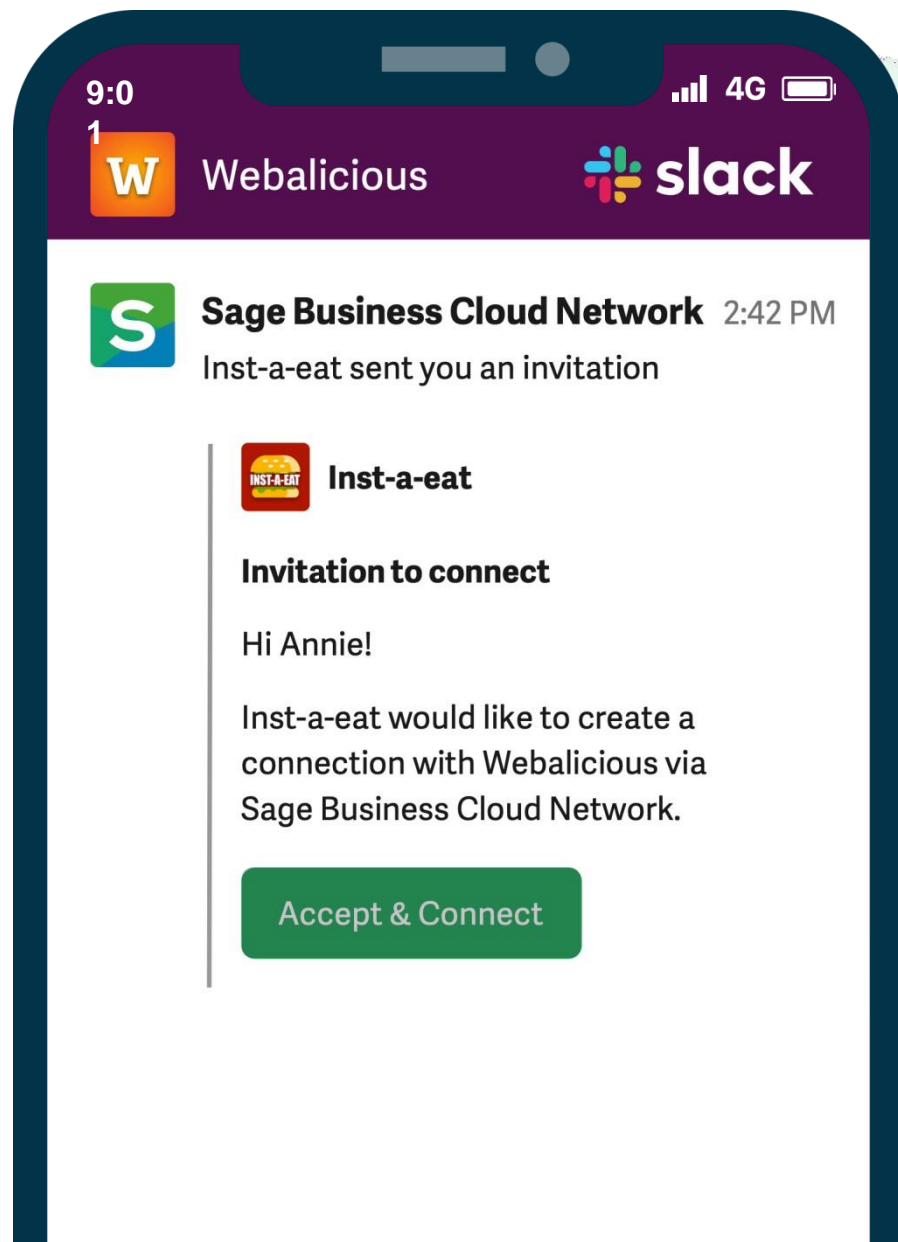 9:0
1
4G
W
Webalicious
slack
S
Sage Business Cloud Network 2:42 PM
Inst-a-eat sent you an invitation
INST-A-EAT
Inst-a-eat
Invitation to connect
Hi Annie!
Inst-a-eat would like to create a
connection with Webalicious via
Sage Business Cloud Network.
Accept & Connect